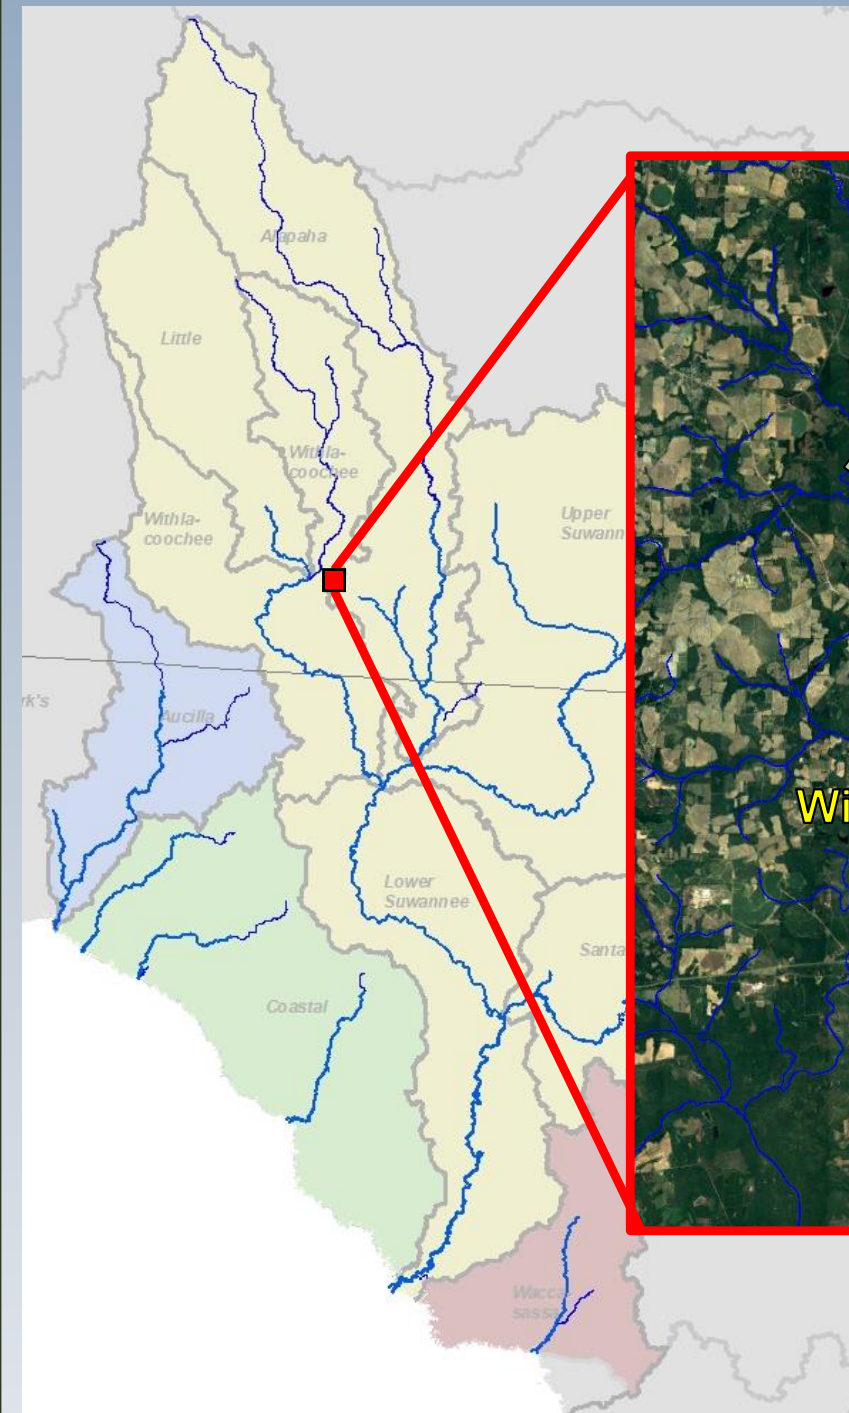 Alapaha
Little
Withla-
coochee
Withla-
coochee
Upper
Suwann
rk's
Aucilla
Lower
Suwannee
Santa
Coastal
Wi
Wacca-
sassa